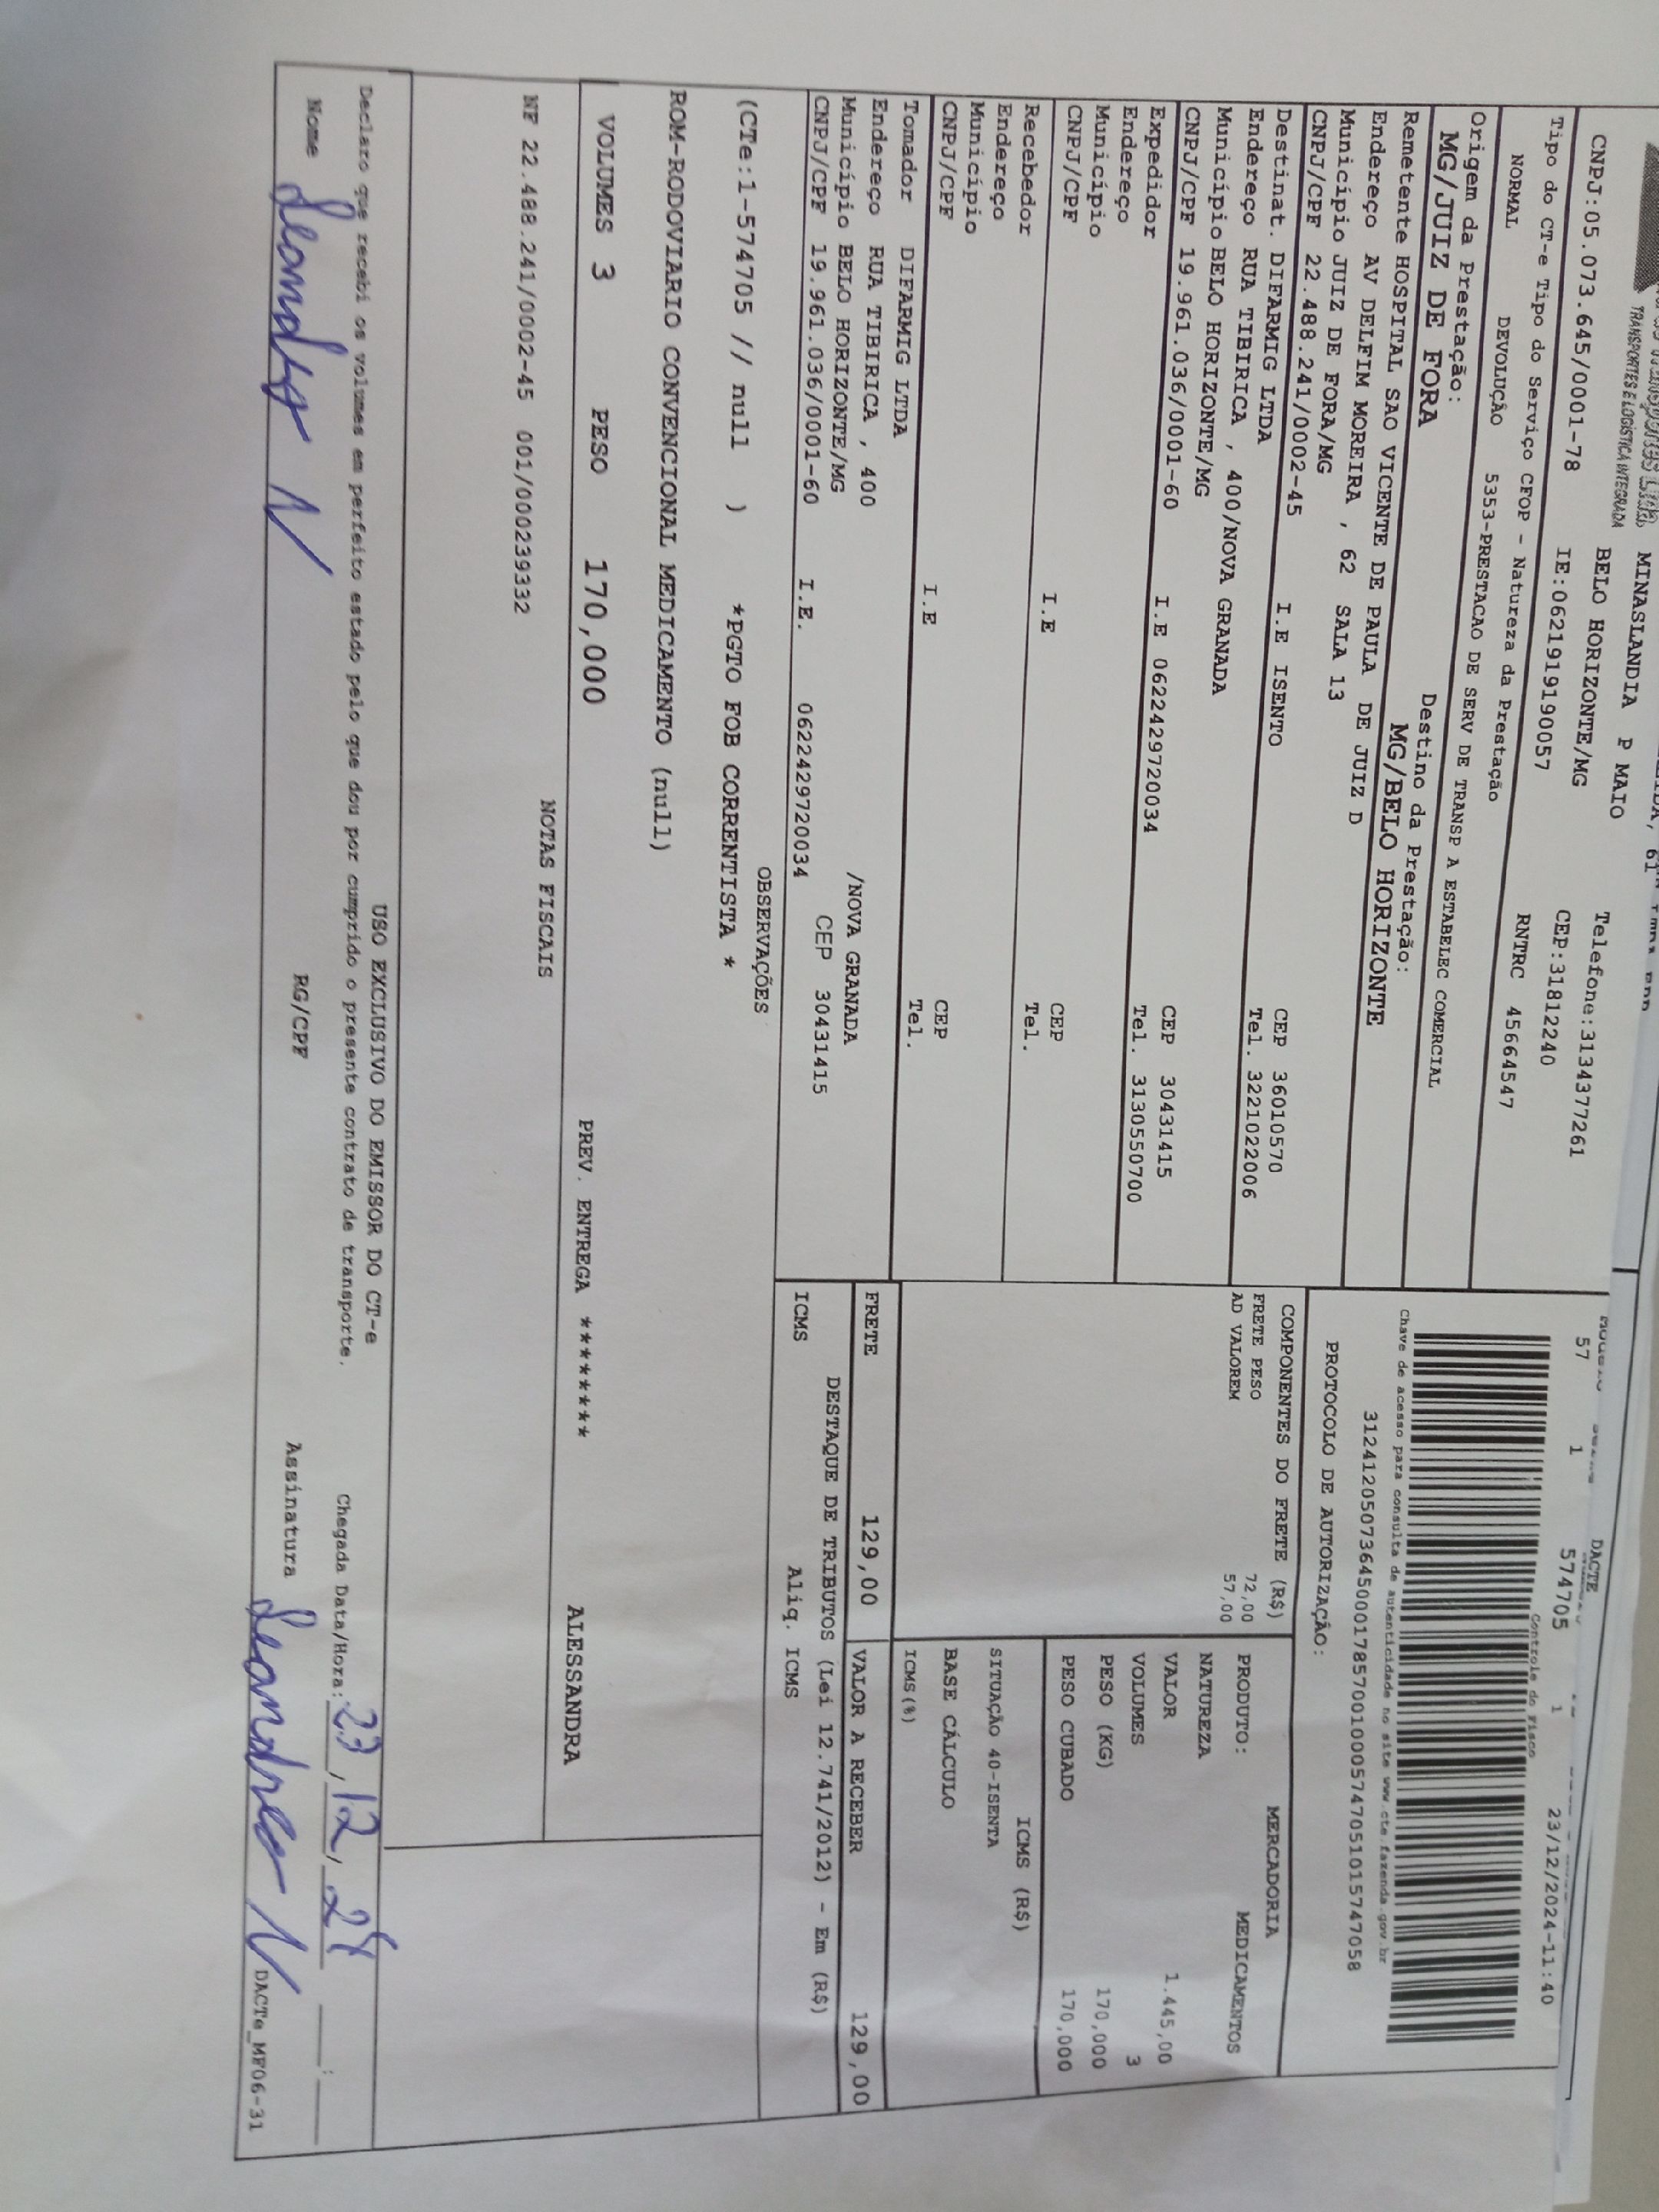 TRANSPORTES E LOGÍSTICA INTEGRADA
MINASLANDIA P MAIO
BELO HORIZONTE/MG Telefone:3134377261
CNPJ:05.073.645/0001-78 IE:0621919190057 CEP:31812240
Tipo do CT-e Tipo do Serviço CFOP - Natureza da Prestação RNTRC 45664547
NORMAL DEVOLUÇÃO 5353-PRESTACAO DE SERV DE TRANSP A ESTABELEC COMERCIAL
Origem da Prestação: Destino da Prestação:
MG/JUIZ DE FORA MG/BELO HORIZONTE
Remetente HOSPITAL SAO VICENTE DE PAULA DE JUIZ D
Endereço AV DELFIM MOREIRA , 62 SALA 13
Município JUIZ DE FORA/MG CEP 36010570
CNPJ/CPF 22.488.241/0002-45 I.E ISENTO Tel. 3221022006
Destinat. DIFARMIG LTDA
Endereço RUA TIBIRICA , 400/NOVA GRANADA
Município BELO HORIZONTE/MG CEP 30431415
CNPJ/CPF 19.961.036/0001-60 I.E 0622429720034 Tel. 3130550700
Expedidor
Endereço
Município CEP
CNPJ/CPF I.E Tel.
Recebedor
Endereço
Município CEP
CNPJ/CPF I.E Tel.
Tomador DIFARMIG LTDA
Endereço RUA TIBIRICA , 400 /NOVA GRANADA
Município BELO HORIZONTE/MG CEP 30431415
CNPJ/CPF 19.961.036/0001-60 I.E. 0622429720034
DACTE
57 1 574705 1 23/12/2024-11:40
Controle do Fisco
Chave de acesso para consulta de autenticidade no site www.cte.fazenda.gov.br
31241205073645000178570010005747051015747058
PROTOCOLO DE AUTORIZAÇÃO:
COMPONENTES DO FRETE (R$)
FRETE PESO 72,00
AD VALOREM 57,00
MERCADORIA
PRODUTO: MEDICAMENTOS
NATUREZA
VALOR 1.445,00
VOLUMES 3
PESO (KG) 170,000
PESO CUBADO 170,000
ICMS (R$)
SITUAÇÃO 40-ISENTA
BASE CÁLCULO
ICMS(%)
FRETE 129,00 VALOR A RECEBER 129,00
DESTAQUE DE TRIBUTOS (Lei 12.741/2012) - Em (R$)
ICMS Aliq. ICMS
OBSERVAÇÕES
(CTe:1-574705 // null ) *PGTO FOB CORRENTISTA *
ROM-RODOVIARIO CONVENCIONAL MEDICAMENTO (null)
VOLUMES 3 PESO 170,000 PREV. ENTREGA ******** ALESSANDRA
NOTAS FISCAIS
NF 22.488.241/0002-45 001/000239332
USO EXCLUSIVO DO EMISSOR DO CT-e
Declaro que recebi os volumes em perfeito estado pelo que dou por cumprido o presente contrato de transporte. Chegada Data/Hora: 23, 12, 24 :
Nome Leandro N RG/CPF Assinatura Leandro N
DACTe_MF06-31